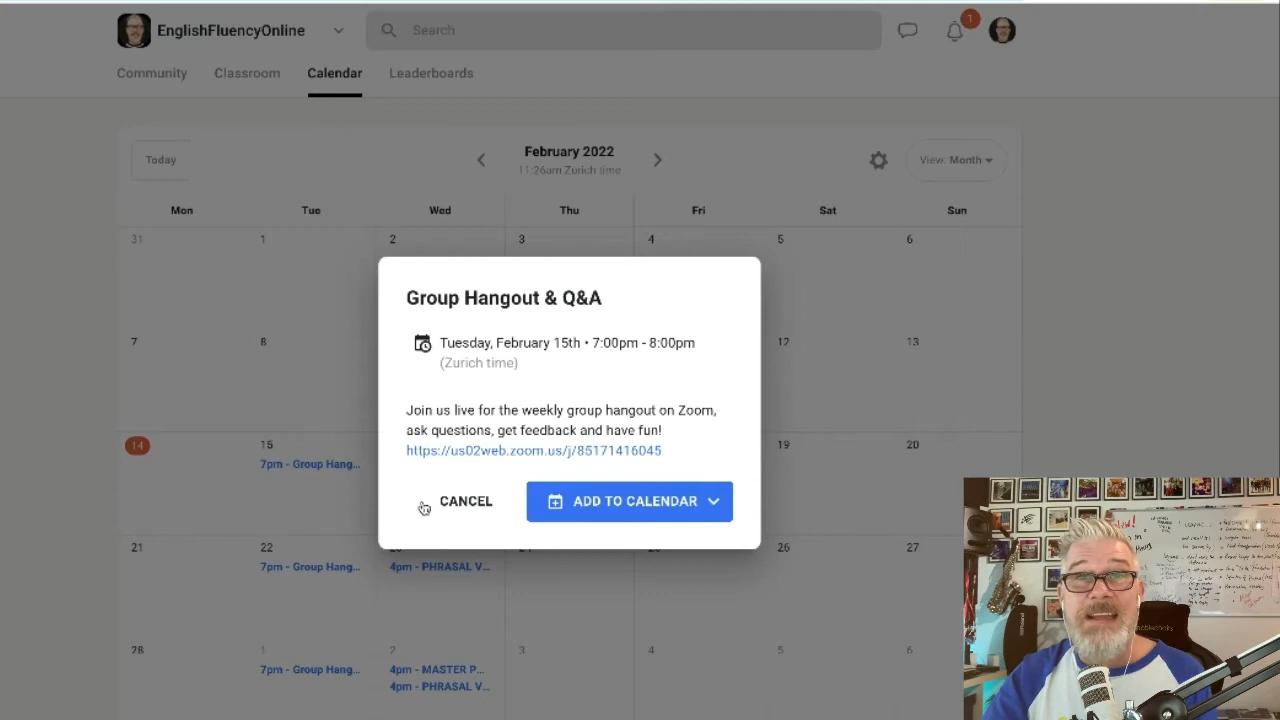 EnglishFluencyOnline
Search
1
Community Classroom Calendar Leaderboards
Today
February 2022
11:26am Zurich time
View: Month
Mon Tue Wed Thu Fri Sat Sun
31 1 2 3 4 5 6
Group Hangout & Q&A
Tuesday, February 15th • 7:00pm - 8:00pm
(Zurich time)
7 8 12 13
Join us live for the weekly group hangout on Zoom,
ask questions, get feedback and have fun!
https://us02web.zoom.us/j/85171416045
14 15 19 20
7pm - Group Hang...
CANCEL ADD TO CALENDAR
21 22 26 27
7pm - Group Hang... 4pm - PHRASAL V...
28 1 2 3 4 5 6
7pm - Group Hang... 4pm - MASTER P...
4pm - PHRASAL V...